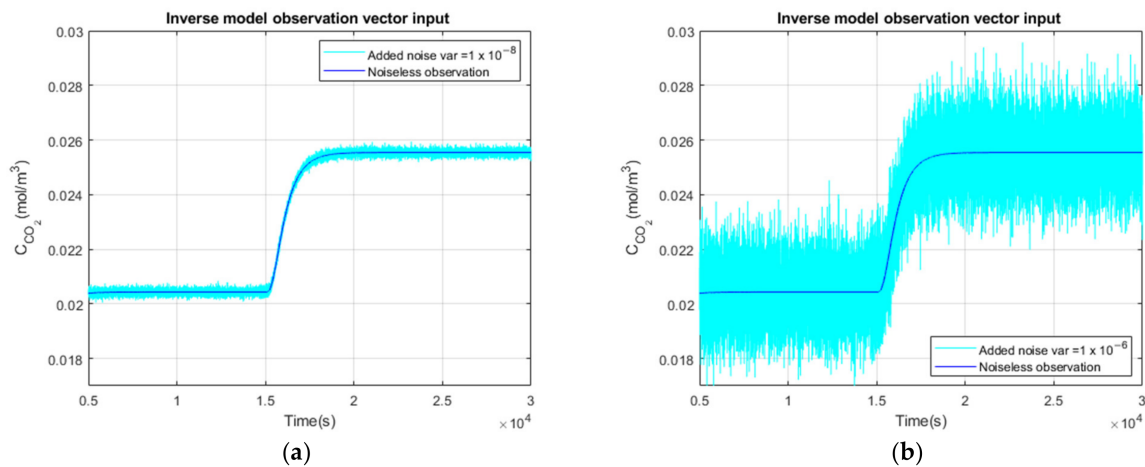 Inverse model observation vector input
0.03
0.028
0.026
0.024
0.022
0.02
0.018
C_CO2 (mol/m³)
Added noise var =1 x 10⁻⁸
Noiseless observation
0.5 1 1.5 2 2.5 3
Time(s)
× 10⁴
(a)
Inverse model observation vector input
0.03
0.028
0.026
0.024
0.022
0.02
0.018
C_CO2 (mol/m³)
Added noise var =1 x 10⁻⁶
Noiseless observation
0.5 1 1.5 2 2.5 3
Time(s)
× 10⁴
(b)